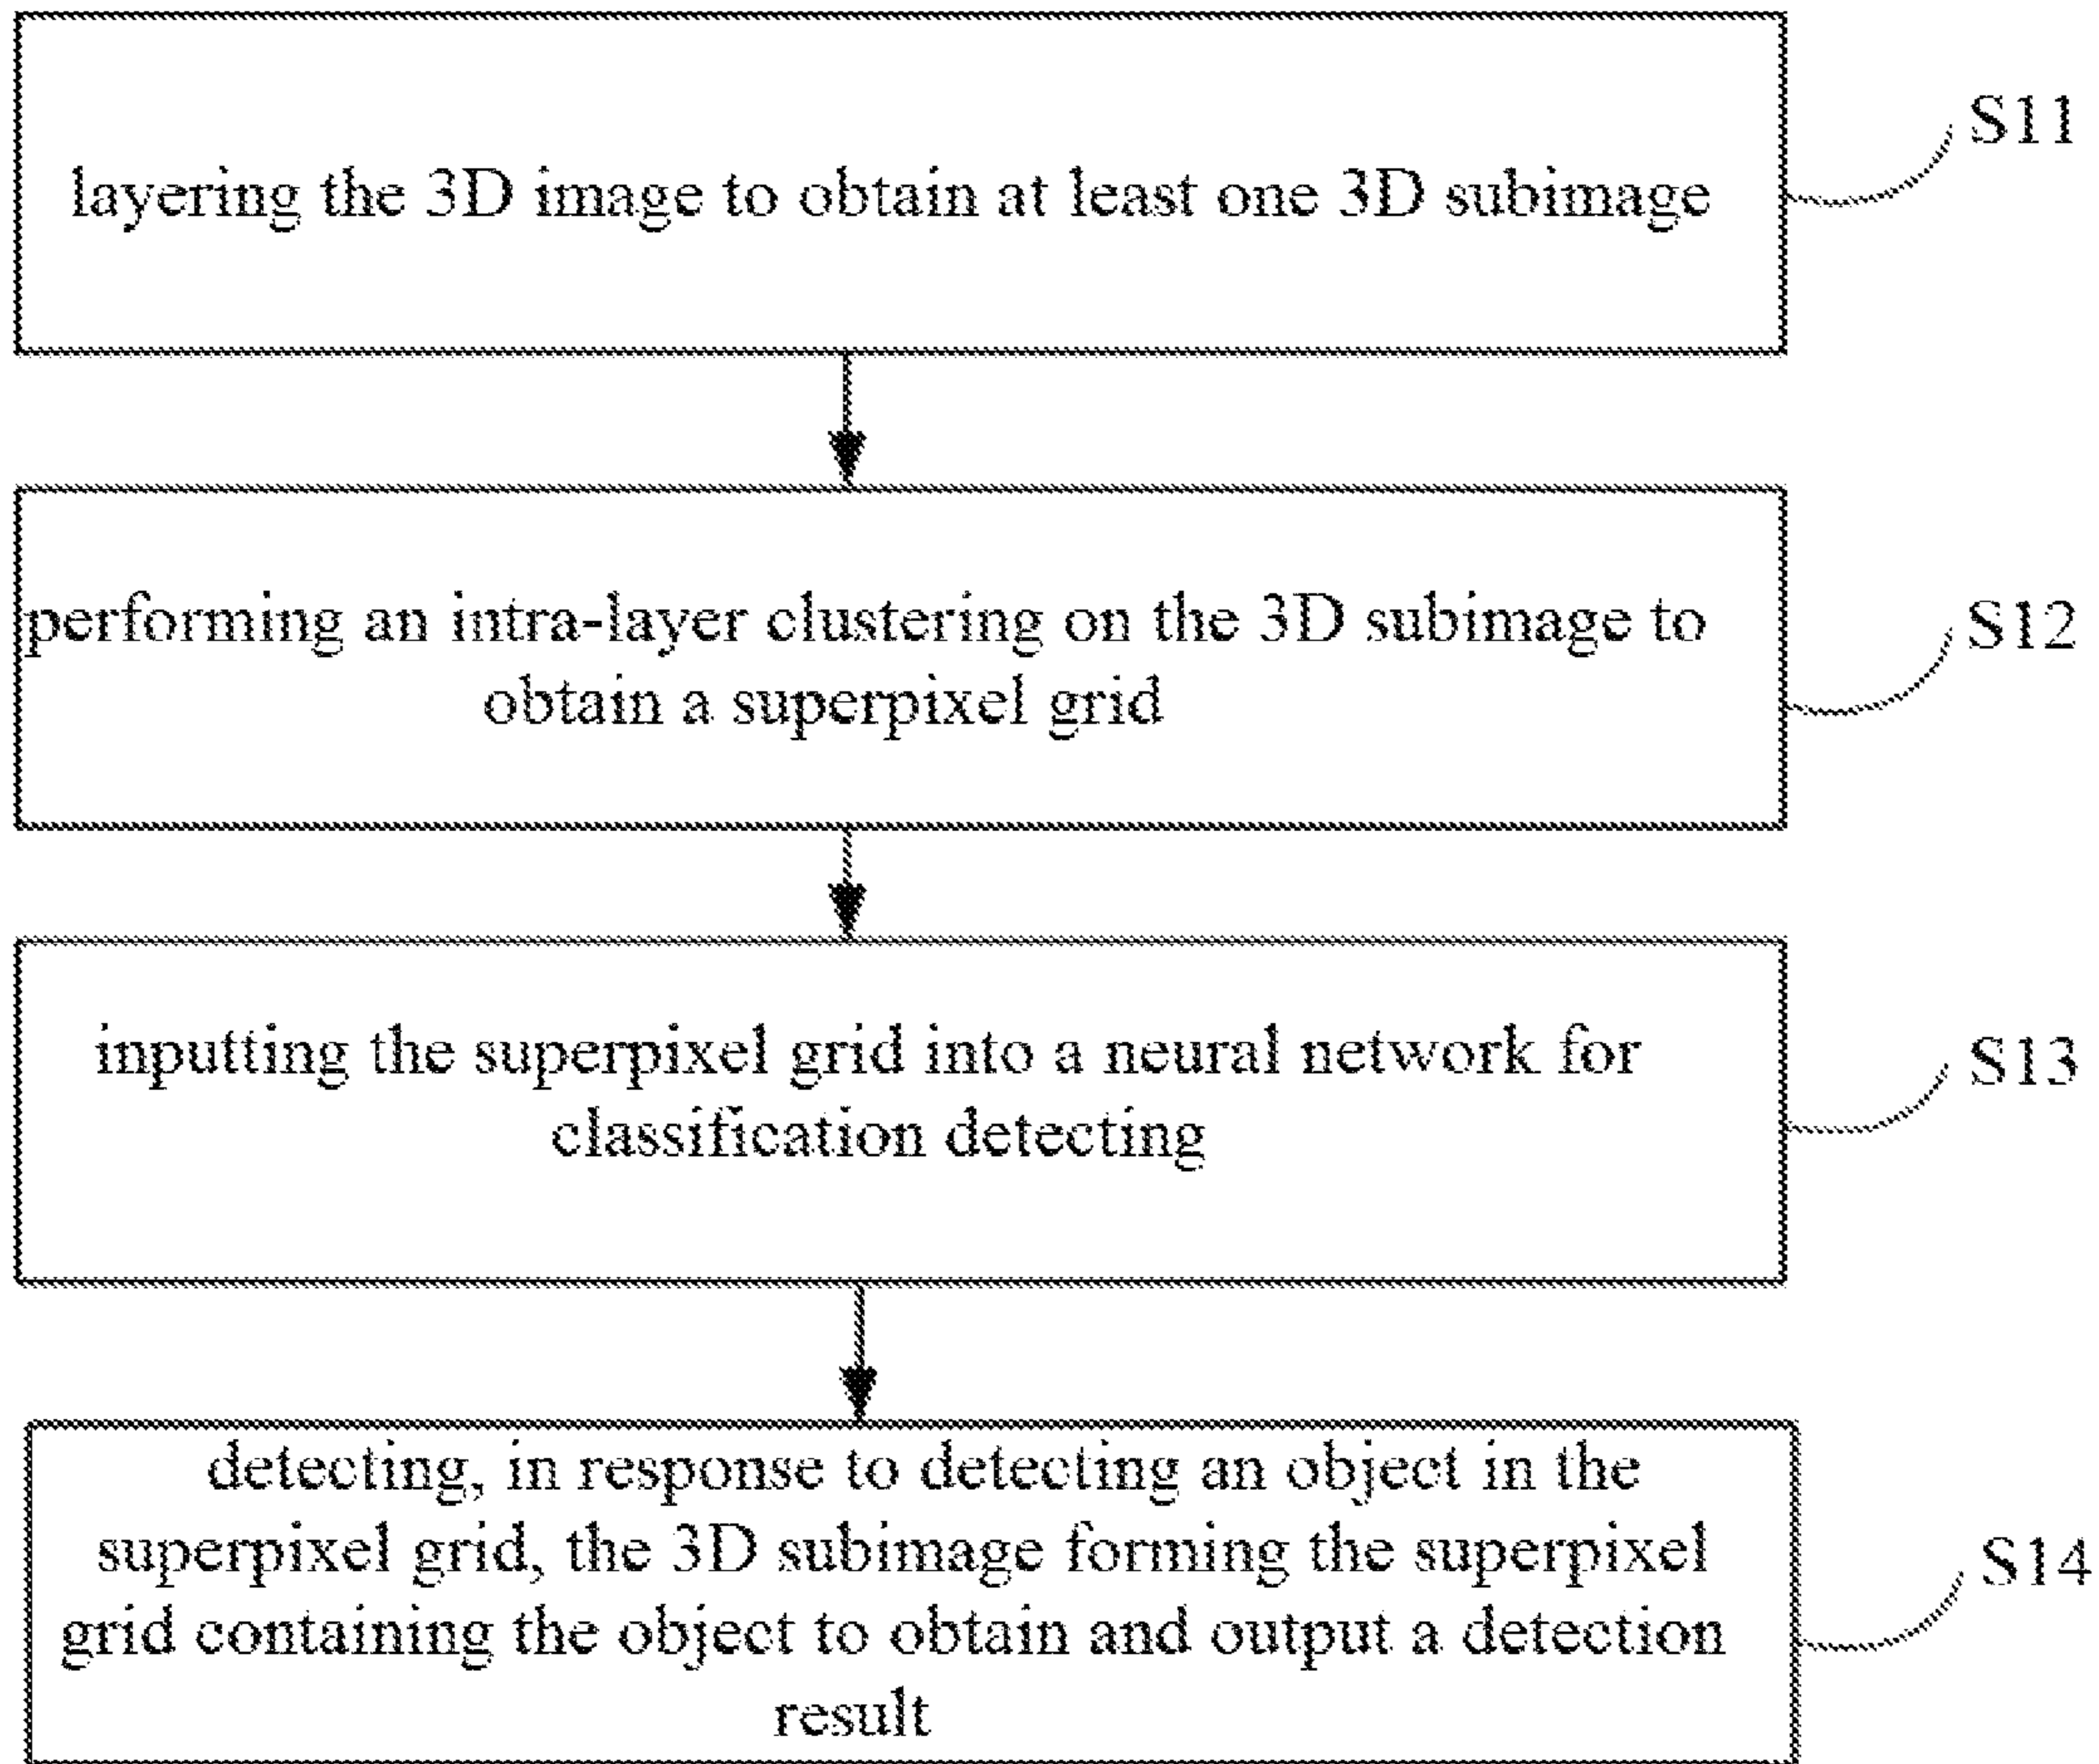 layering the 3D image to obtain at least one 3D subimage
S11
performing an intra-layer clustering on the 3D subimage to
obtain a superpixel grid
S12
inputting the superpixel grid into a neural network for
classification detecting
S13
detecting, in response to detecting an object in the
superpixel grid, the 3D subimage forming the superpixel
grid containing the object to obtain and output a detection
result
S14